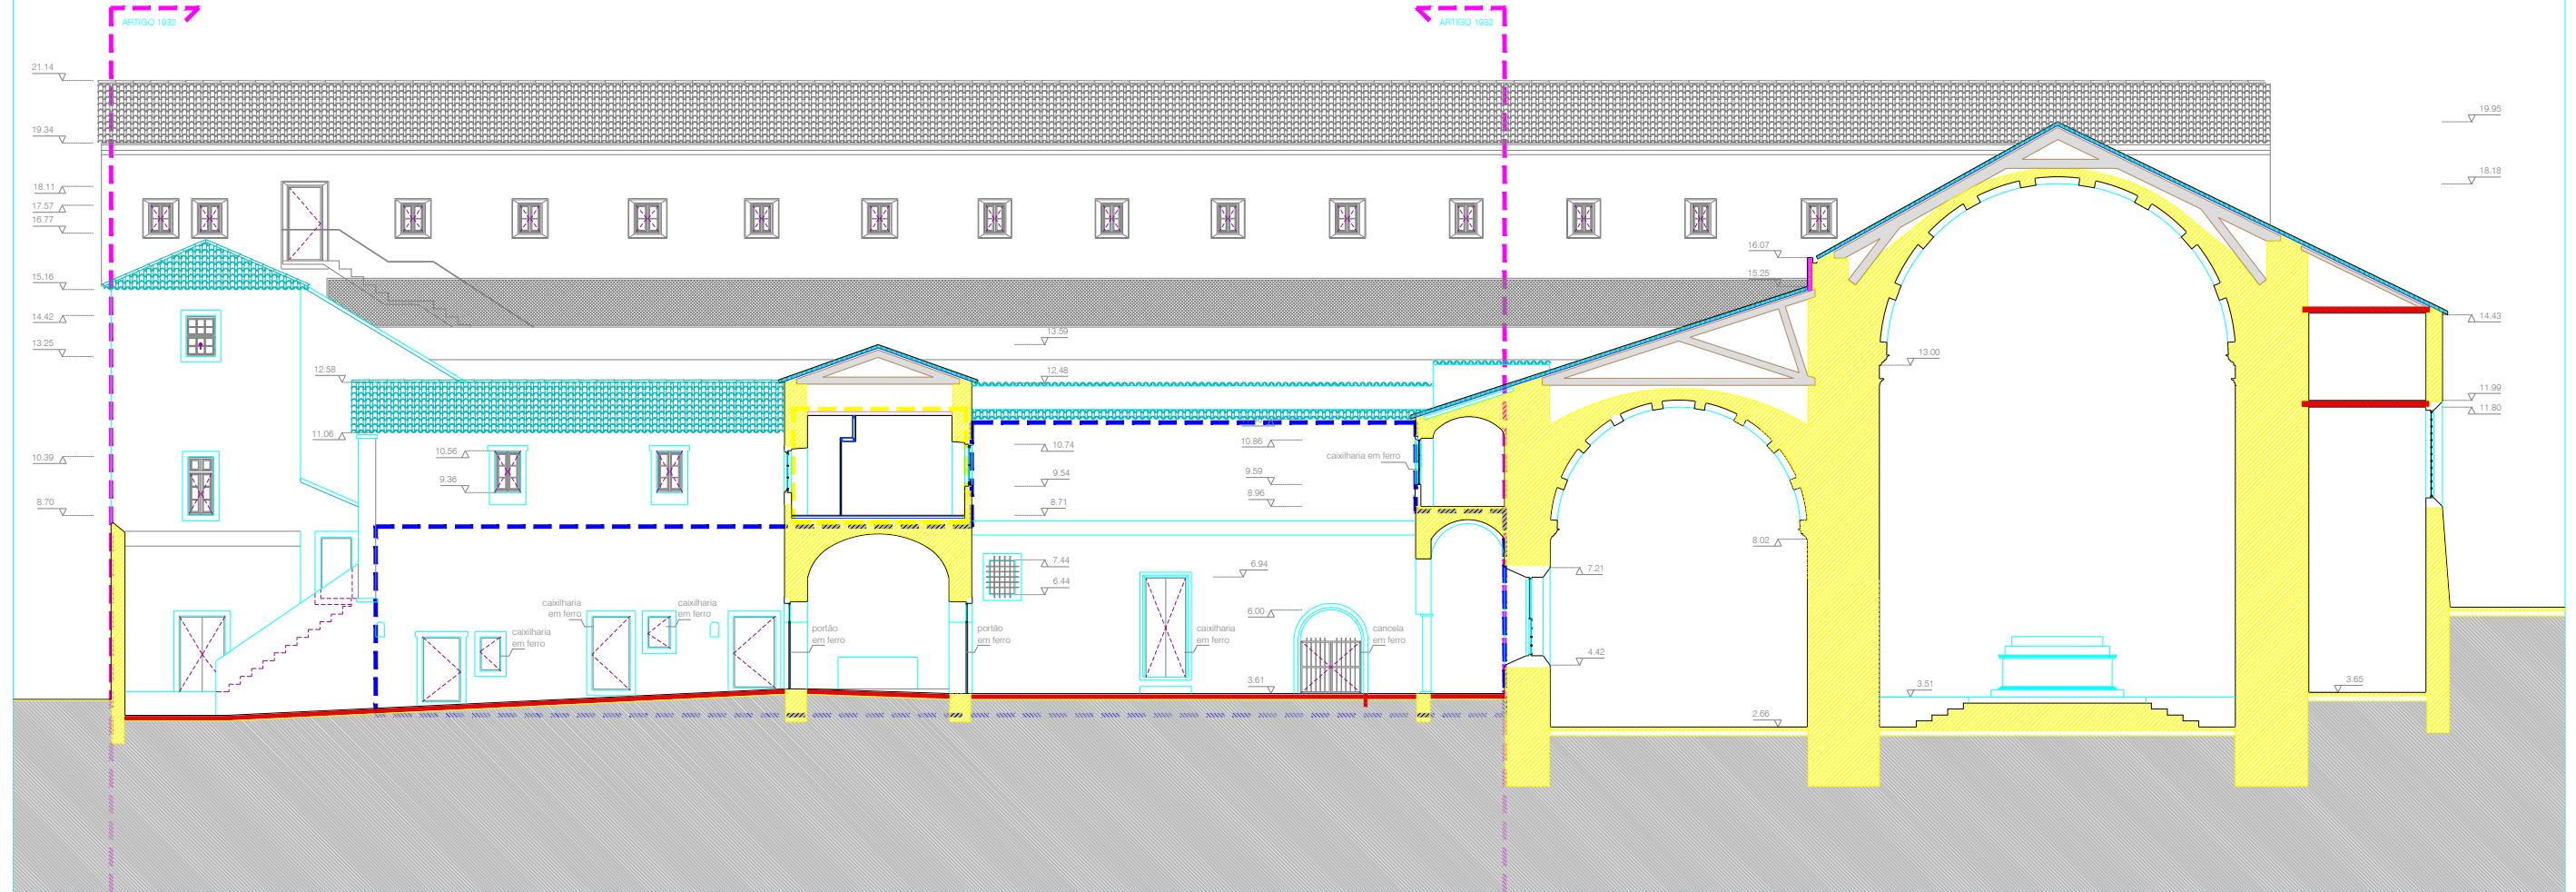 ARTIGO 1932
ARTIGO 1932
21.14
19.34
18.11
17.57
16.77
15.16
14.42
13.25
12.58
11.06
10.39
8.70
10.56
9.36
13.59
12.48
10.74
9.54
8.71
7.44
6.44
10.86
9.59
8.96
6.94
6.00
3.61
caixilharia em ferro
caixilharia
em ferro
caixilharia
em ferro
caixilharia
em ferro
portão
em ferro
portão
em ferro
caixilharia
em ferro
cancela
em ferro
16.07
15.25
13.00
8.02
7.21
4.42
3.51
2.66
3.65
19.95
18.18
14.43
11.99
11.80